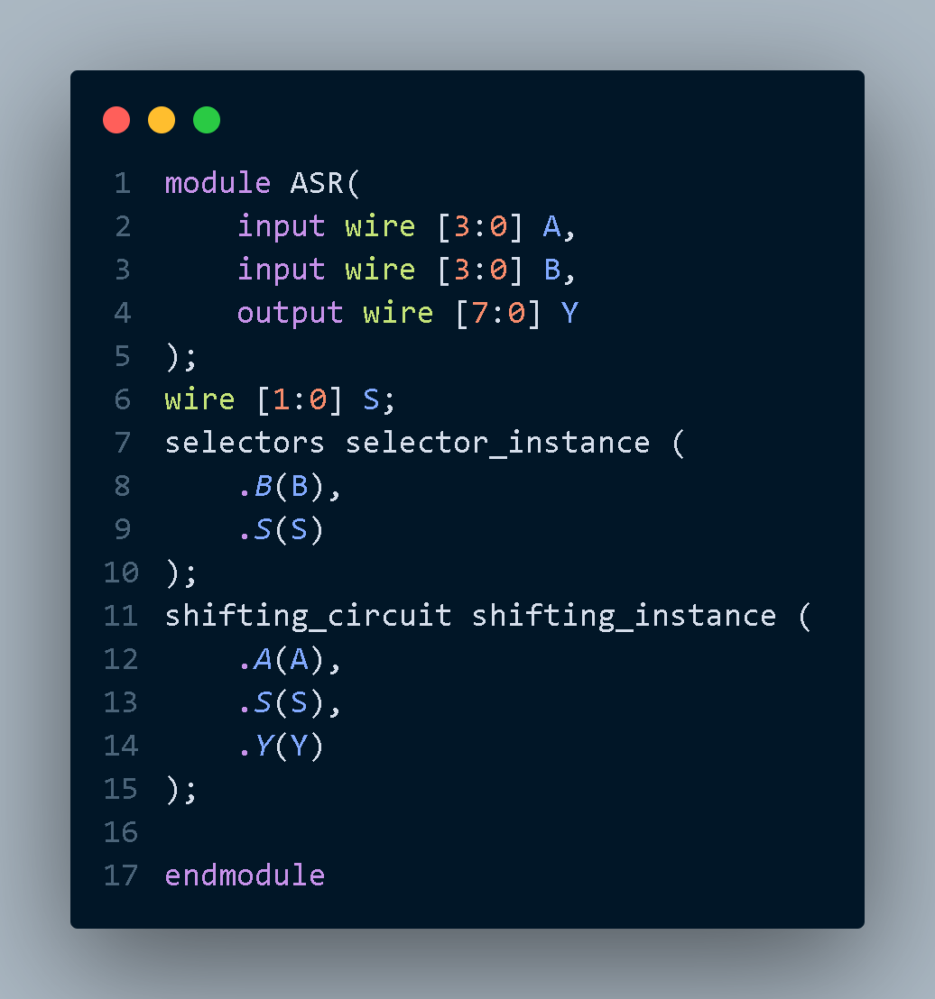 1 module ASR(
2     input wire [3:0] A,
3     input wire [3:0] B,
4     output wire [7:0] Y
5 );
6 wire [1:0] S;
7 selectors selector_instance (
8     .B(B),
9     .S(S)
10 );
11 shifting_circuit shifting_instance (
12     .A(A),
13     .S(S),
14     .Y(Y)
15 );
16
17 endmodule